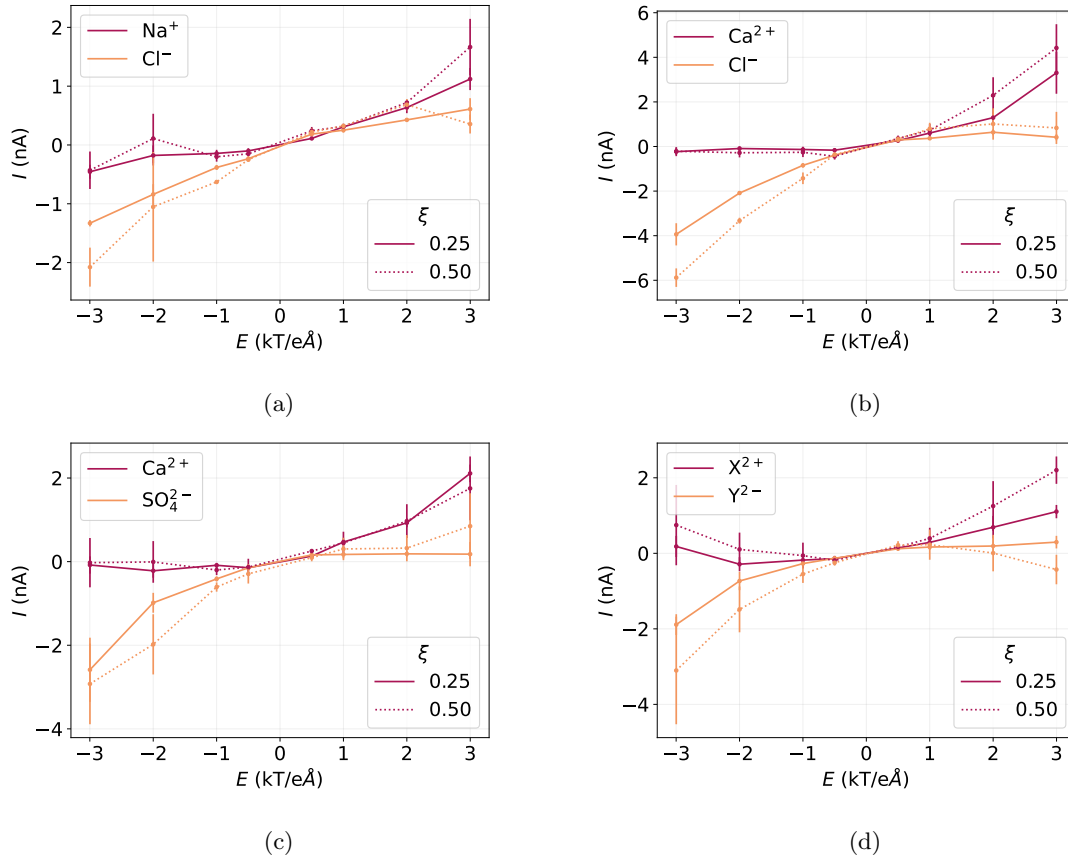 Na⁺
Cl⁻
2
1
0
−1
−2
I (nA)
ξ
0.25
0.50
−3 −2 −1 0 1 2 3
E (kT/eÅ)
(a)
Ca²⁺
Cl⁻
6
4
2
0
−2
−4
−6
I (nA)
ξ
0.25
0.50
−3 −2 −1 0 1 2 3
E (kT/eÅ)
(b)
Ca²⁺
SO₄²⁻
2
0
−2
−4
I (nA)
ξ
0.25
0.50
−3 −2 −1 0 1 2 3
E (kT/eÅ)
(c)
X²⁺
Y²⁻
2
0
−2
−4
I (nA)
ξ
0.25
0.50
−3 −2 −1 0 1 2 3
E (kT/eÅ)
(d)